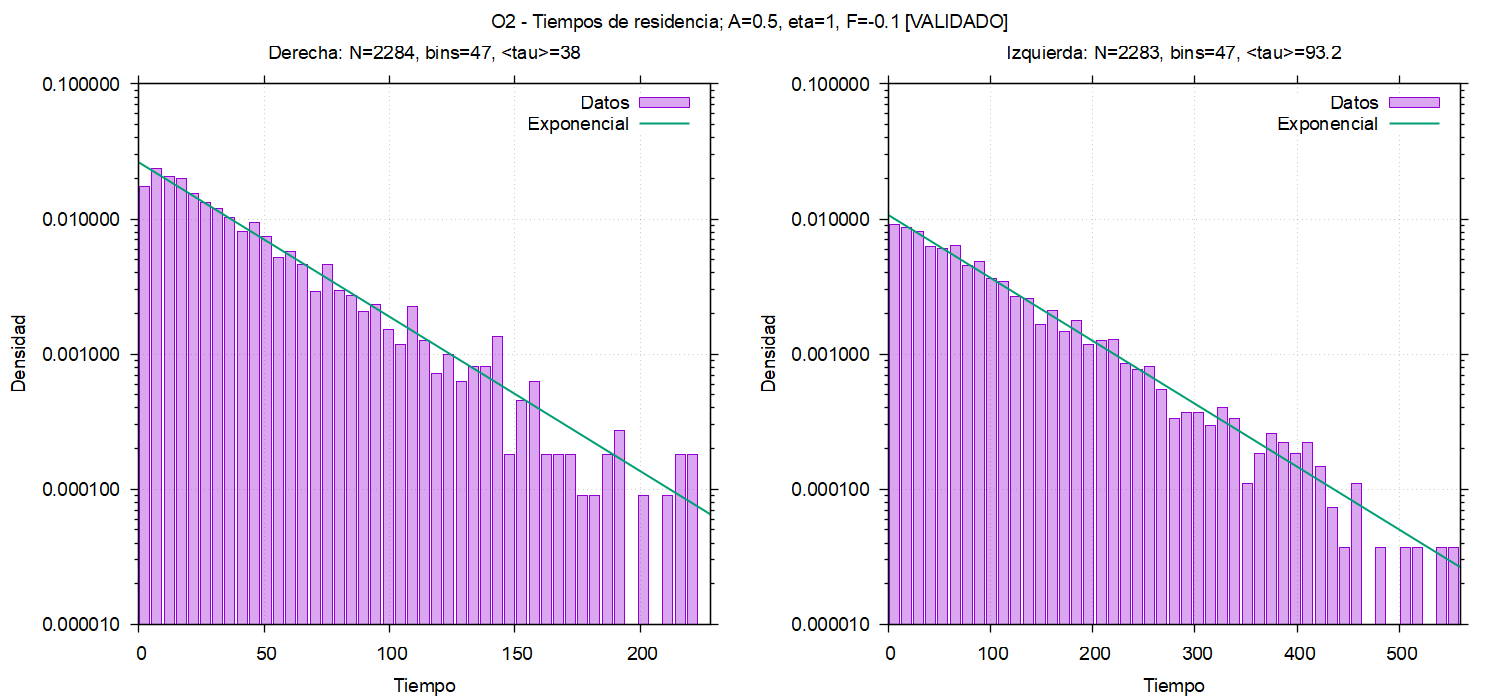 O2 - Tiempos de residencia; A=0.5, eta=1, F=-0.1 [VALIDADO]
Derecha: N=2284, bins=47, <tau>=38
0.100000
0.010000
0.001000
0.000100
0.000010
Densidad
Datos
Exponencial
0 50 100 150 200
Tiempo
Izquierda: N=2283, bins=47, <tau>=93.2
0.100000
0.010000
0.001000
0.000100
0.000010
Densidad
Datos
Exponencial
0 100 200 300 400 500
Tiempo